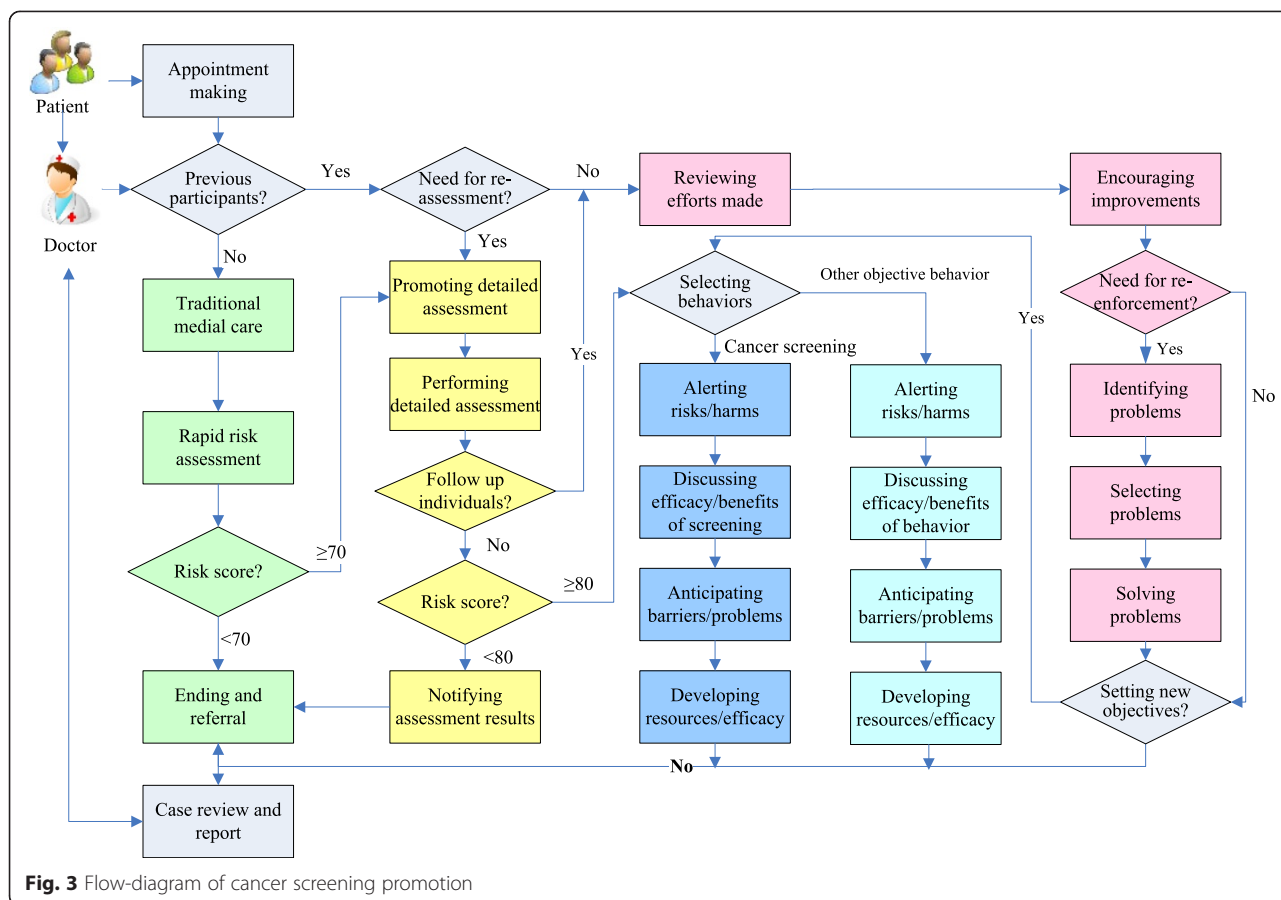 Patient
Doctor
Appointment
making
Previous
participants?
Yes
No
Traditional
medial care
Rapid risk
assessment
Risk score?
≥70
<70
Ending and
referral
Case review and
report
Need for re-
assessment?
No
Yes
Promoting detailed
assessment
Performing
detailed assessment
Follow up
individuals?
Yes
No
Risk score?
≥80
<80
Notifying
assessment results
Reviewing
efforts made
Selecting
behaviors
Cancer screening
Other objective behavior
Alerting
risks/harms
Discussing
efficacy/benefits
of screening
Anticipating
barriers/problems
Developing
resources/efficacy
Alerting
risks/harms
Discussing
efficacy/benefits
of behavior
Anticipating
barriers/problems
Developing
resources/efficacy
Encouraging
improvements
Need for re-
enforcement?
Yes
No
Identifying
problems
Selecting
problems
Solving
problems
Setting new
objectives?
Yes
No
Fig. 3 Flow-diagram of cancer screening promotion